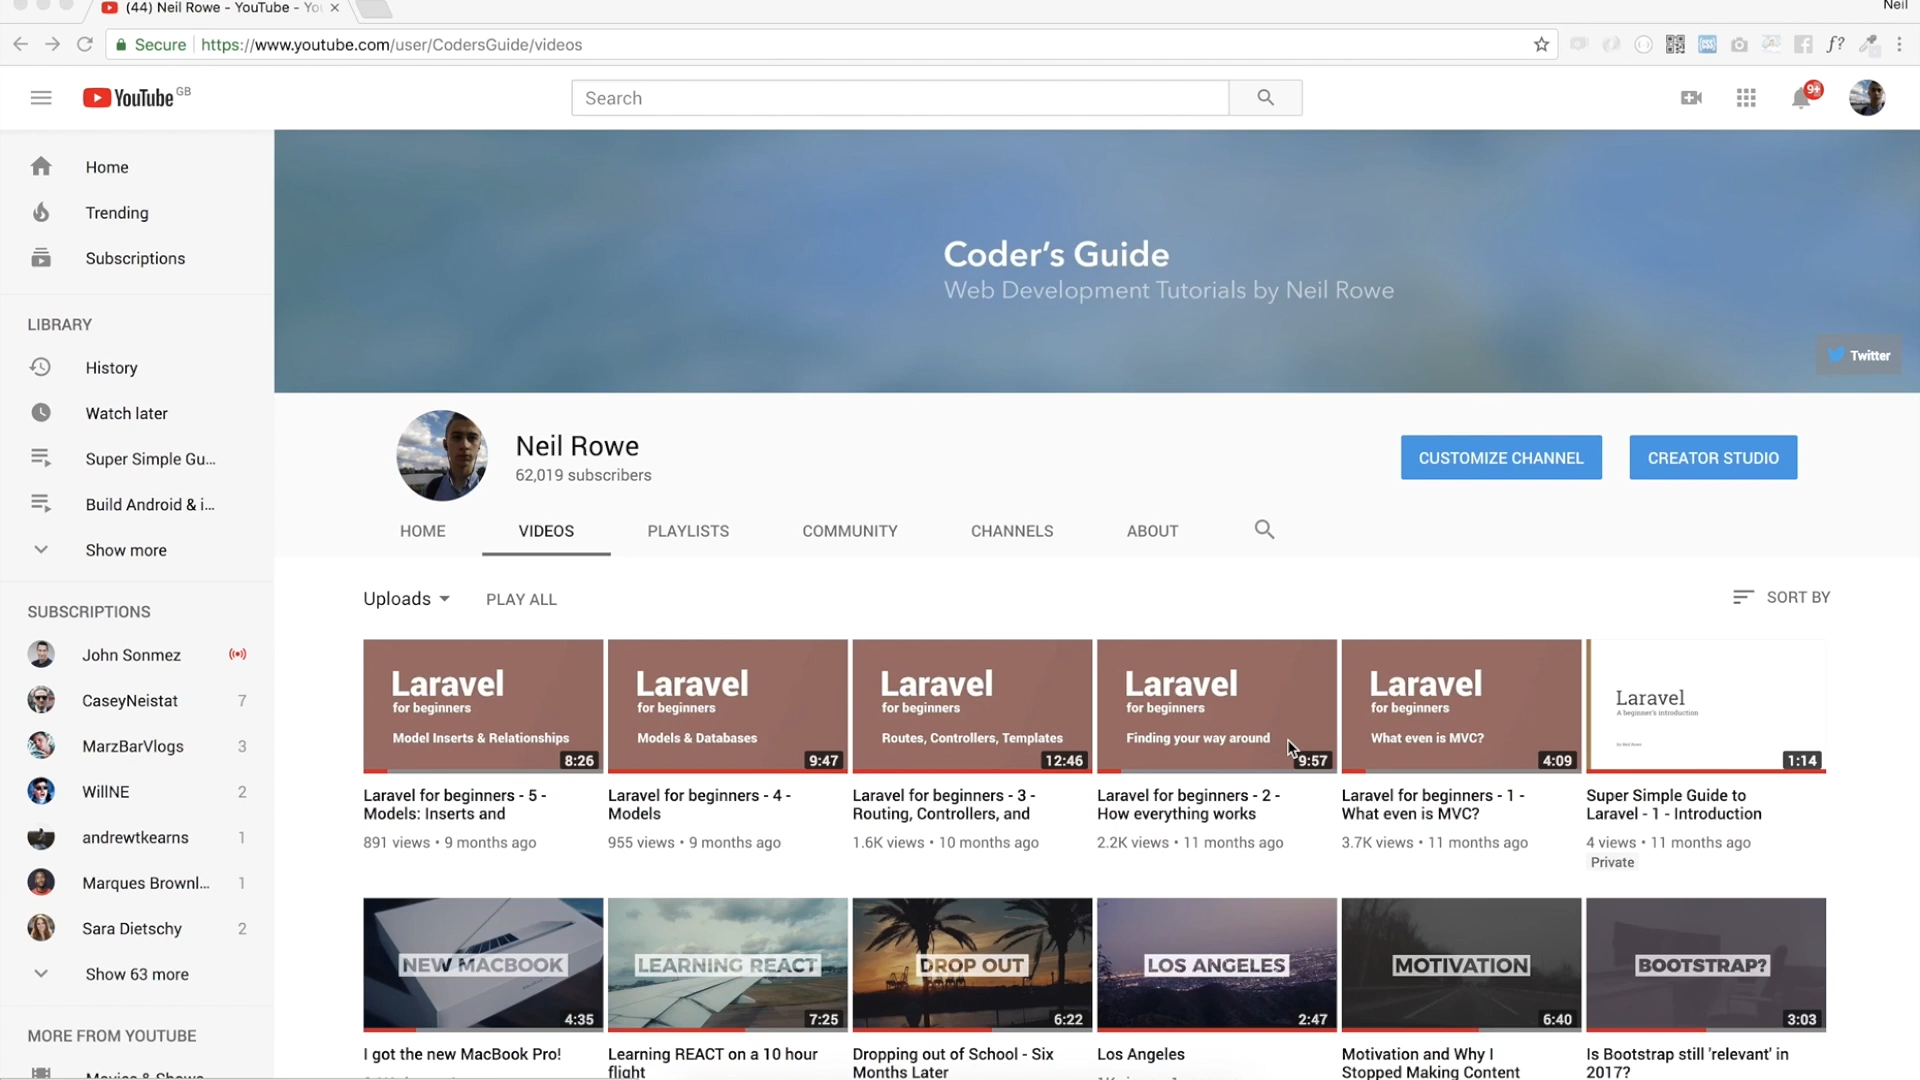 (44) Neil Rowe - YouTube - Yo
Neil
Secure
https://www.youtube.com/user/CodersGuide/videos
YouTube GB
Search
9+
Home
Trending
Subscriptions
LIBRARY
History
Watch later
Super Simple Gu...
Build Android & i...
Show more
SUBSCRIPTIONS
John Sonmez
CaseyNeistat 7
MarzBarVlogs 3
WillNE 2
andrewtkearns 1
Marques Brownl... 1
Sara Dietschy 2
Show 63 more
MORE FROM YOUTUBE
Movies & Shows
Coder's Guide
Web Development Tutorials by Neil Rowe
Twitter
Neil Rowe
62,019 subscribers
CUSTOMIZE CHANNEL
CREATOR STUDIO
HOME VIDEOS PLAYLISTS COMMUNITY CHANNELS ABOUT
Uploads PLAY ALL
SORT BY
Laravel
for beginners
Model Inserts & Relationships
8:26
Laravel for beginners - 5 -
Models: Inserts and
891 views • 9 months ago
Laravel
for beginners
Models & Databases
9:47
Laravel for beginners - 4 -
Models
955 views • 9 months ago
Laravel
for beginners
Routes, Controllers, Templates
12:46
Laravel for beginners - 3 -
Routing, Controllers, and
1.6K views • 10 months ago
Laravel
for beginners
Finding your way around
9:57
Laravel for beginners - 2 -
How everything works
2.2K views • 11 months ago
Laravel
for beginners
What even is MVC?
4:09
Laravel for beginners - 1 -
What even is MVC?
3.7K views • 11 months ago
Laravel
A beginner's introduction
1:14
Super Simple Guide to
Laravel - 1 - Introduction
4 views • 11 months ago
Private
NEW MACBOOK
4:35
I got the new MacBook Pro!
LEARNING REACT
7:25
Learning REACT on a 10 hour
flight
DROP OUT
6:22
Dropping out of School - Six
Months Later
LOS ANGELES
2:47
Los Angeles
MOTIVATION
6:40
Motivation and Why I
Stopped Making Content
BOOTSTRAP?
3:03
Is Bootstrap still 'relevant' in
2017?